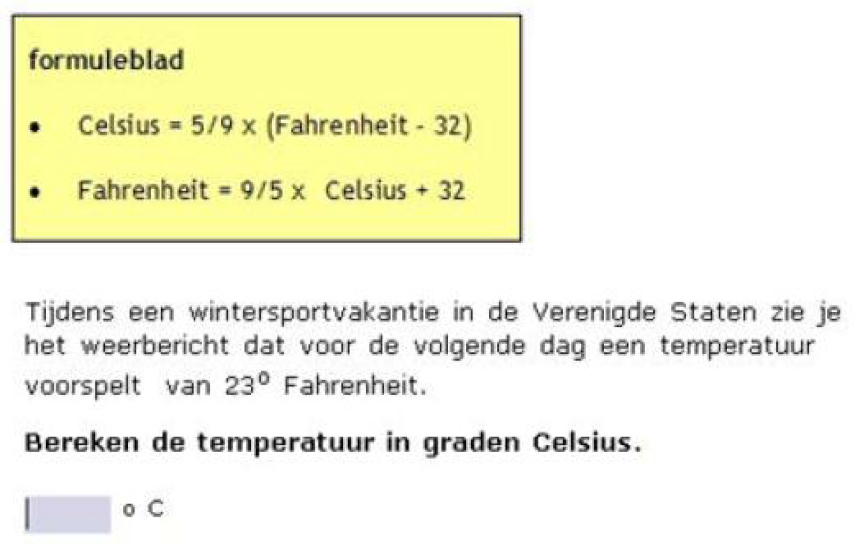 formuleblad
• Celsius = 5/9 x (Fahrenheit - 32)
• Fahrenheit = 9/5 x Celsius + 32
Tijdens een wintersportvakantie in de Verenigde Staten zie je
het weerbericht dat voor de volgende dag een temperatuur
voorspelt van 23º Fahrenheit.
Bereken de temperatuur in graden Celsius.
o C